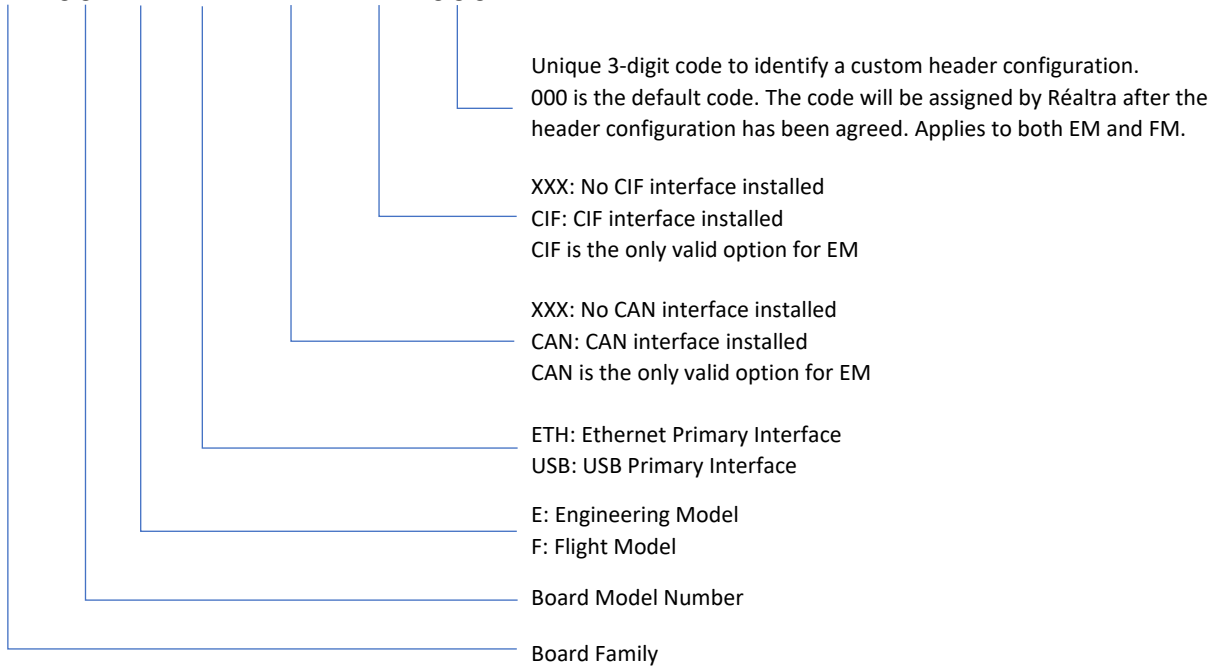 Unique 3-digit code to identify a custom header configuration.
000 is the default code. The code will be assigned by Réaltra after the
header configuration has been agreed. Applies to both EM and FM.
XXX: No CIF interface installed
CIF: CIF interface installed
CIF is the only valid option for EM
XXX: No CAN interface installed
CAN: CAN interface installed
CAN is the only valid option for EM
ETH: Ethernet Primary Interface
USB: USB Primary Interface
E: Engineering Model
F: Flight Model
Board Model Number
Board Family